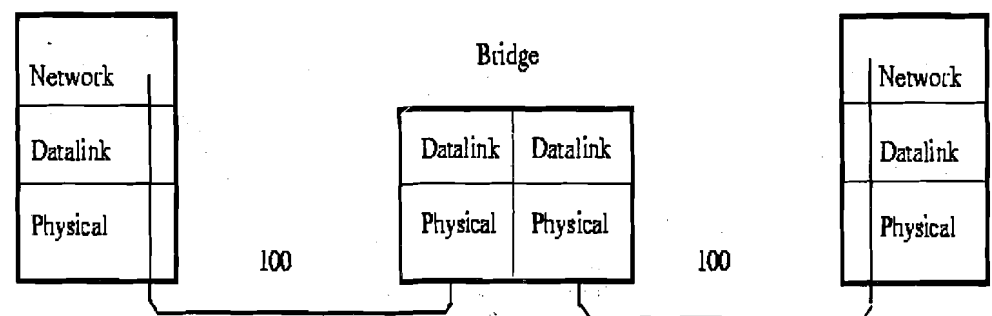 Bridge
Network
Datalink
Physical
100
Datalink Datalink
Physical Physical
100
Network
Datalink
Physical